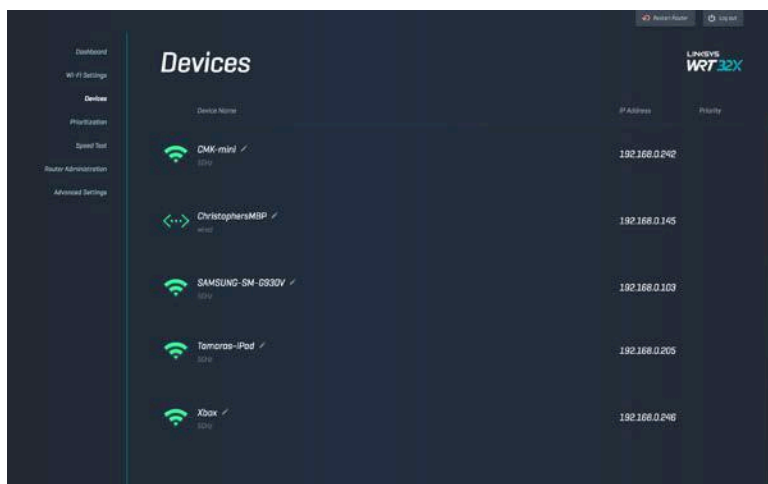 Restart Router
Log out
Dashboard
Wi-Fi Settings
Devices
Prioritization
Speed Test
Router Administration
Advanced Settings
Devices
LINKSYS
WRT32X
Device Name
IP Address
Priority
CMK-mini
5GHz
192.168.0.242
ChristophersMBP
wired
192.168.0.145
SAMSUNG-SM-G930V
5GHz
192.168.0.103
Tamaras-iPad
5GHz
192.168.0.205
Xbox
5GHz
192.168.0.246